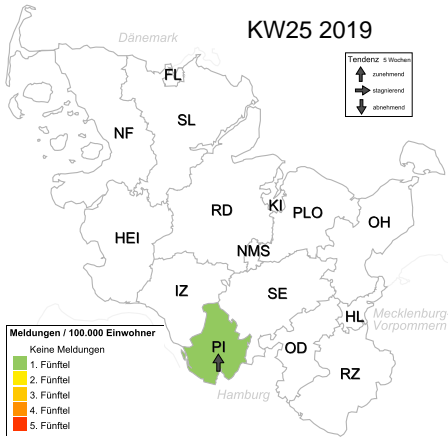 KW25 2019
Dänemark
Tendenz 5 Wochen
zunehmend
stagnierend
abnehmend
FL
SL
NF
KI
RD
PLO
OH
HEI
NMS
IZ
SE
HL
Mecklenburg-
Vorpommern
PI
OD
RZ
Hamburg
Meldungen / 100.000 Einwohner
Keine Meldungen
1. Fünftel
2. Fünftel
3. Fünftel
4. Fünftel
5. Fünftel